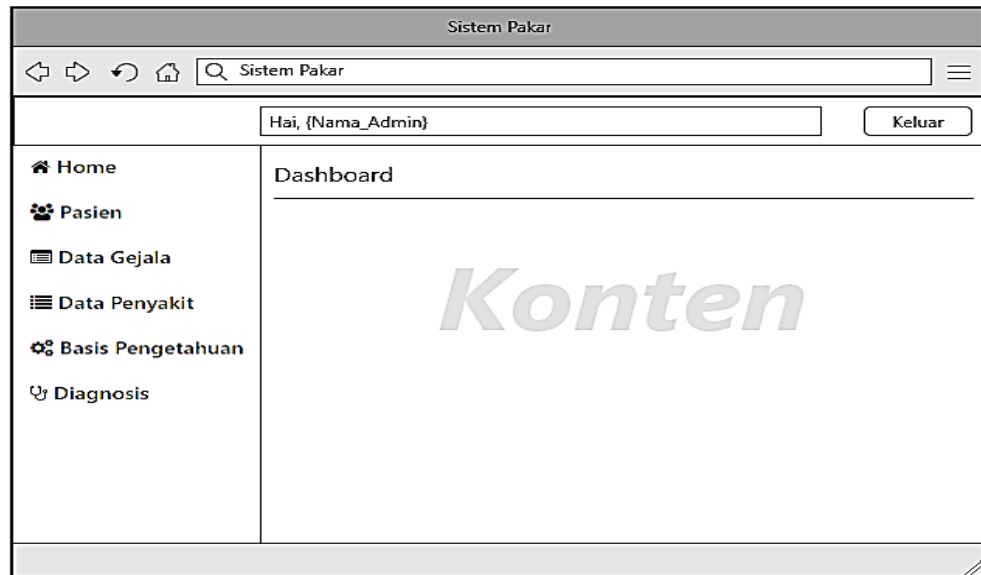 Sistem Pakar
Sistem Pakar
Hai, {Nama_Admin}
Keluar
Home
Pasien
Data Gejala
Data Penyakit
Basis Pengetahuan
Diagnosis
Dashboard
Konten